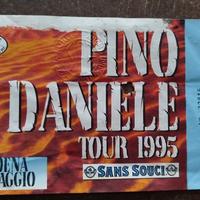 PINO
DANIELE
TOUR 1995
SANS SOUCI
DENA
AGGIO